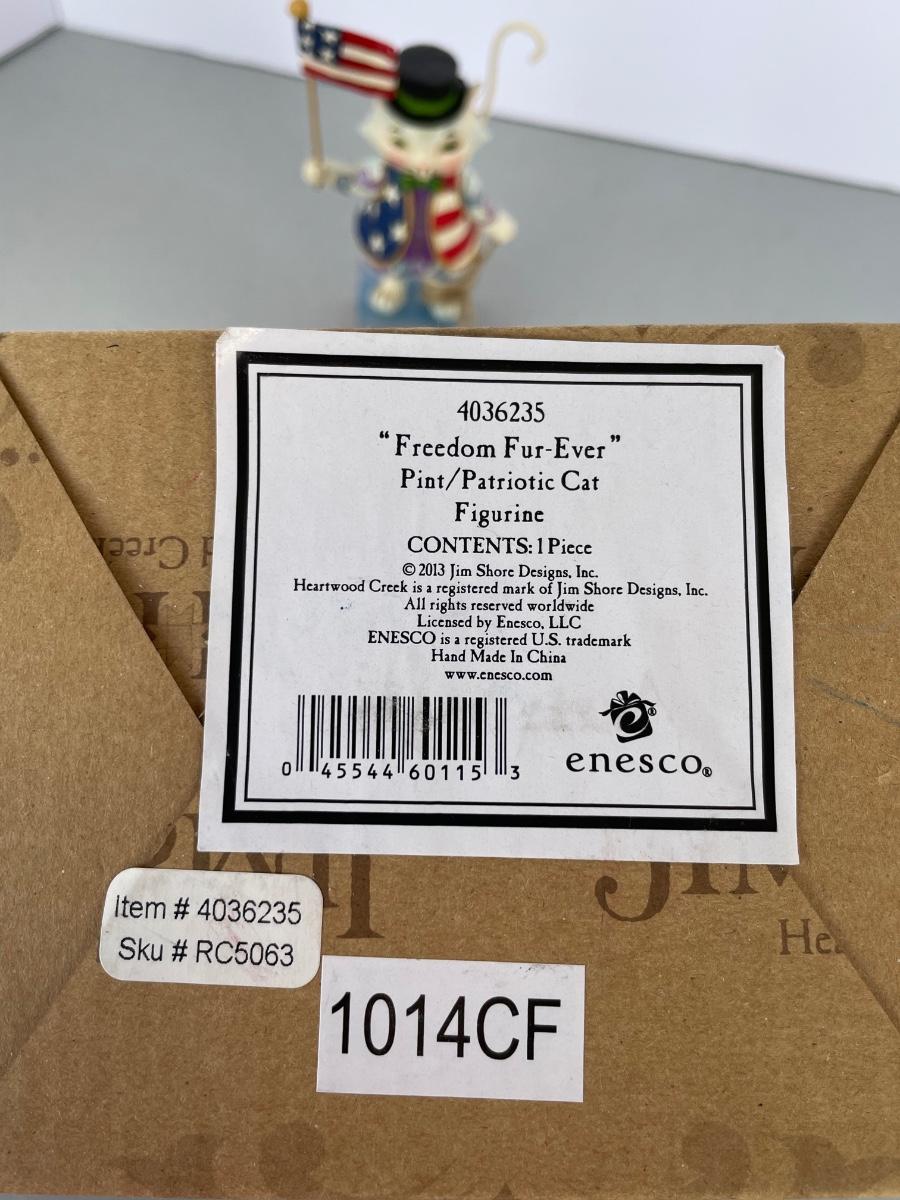 4036235
“Freedom Fur-Ever”
Pint/Patriotic Cat
Figurine
CONTENTS: 1 Piece
© 2013 Jim Shore Designs, Inc.
Heartwood Creek is a registered mark of Jim Shore Designs, Inc.
All rights reserved worldwide
Licensed by Enesco, LLC
ENESCO is a registered U.S. trademark
Hand Made In China
www.enesco.com
0 45544 60115 3
enesco®
Item # 4036235
Sku # RC5063
1014CF